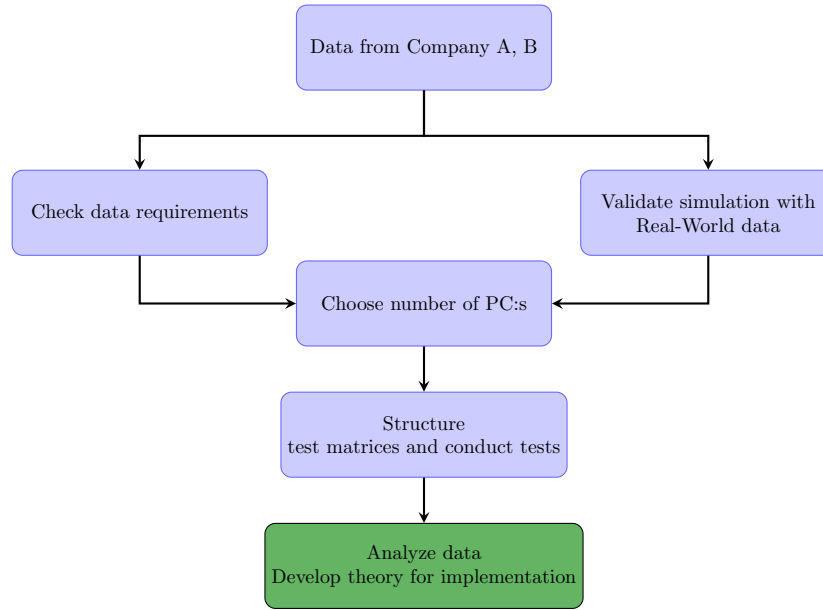 Data from Company A, B
Check data requirements
Validate simulation with
Real-World data
Choose number of PC:s
Structure
test matrices and conduct tests
Analyze data
Develop theory for implementation